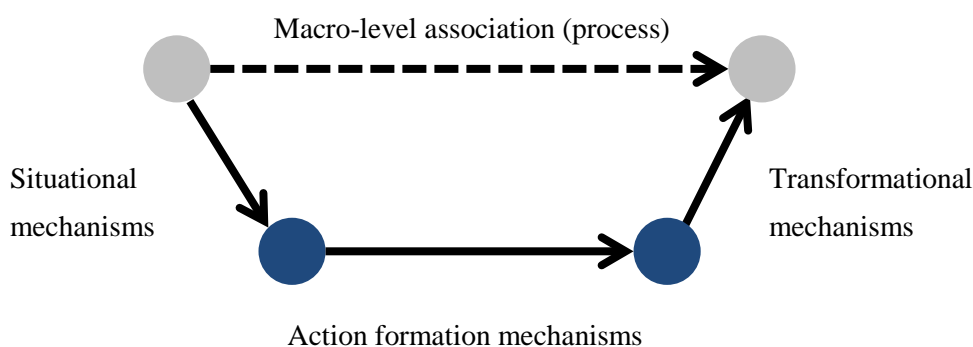 Macro-level association (process)
Situational
mechanisms
Transformational
mechanisms
Action formation mechanisms